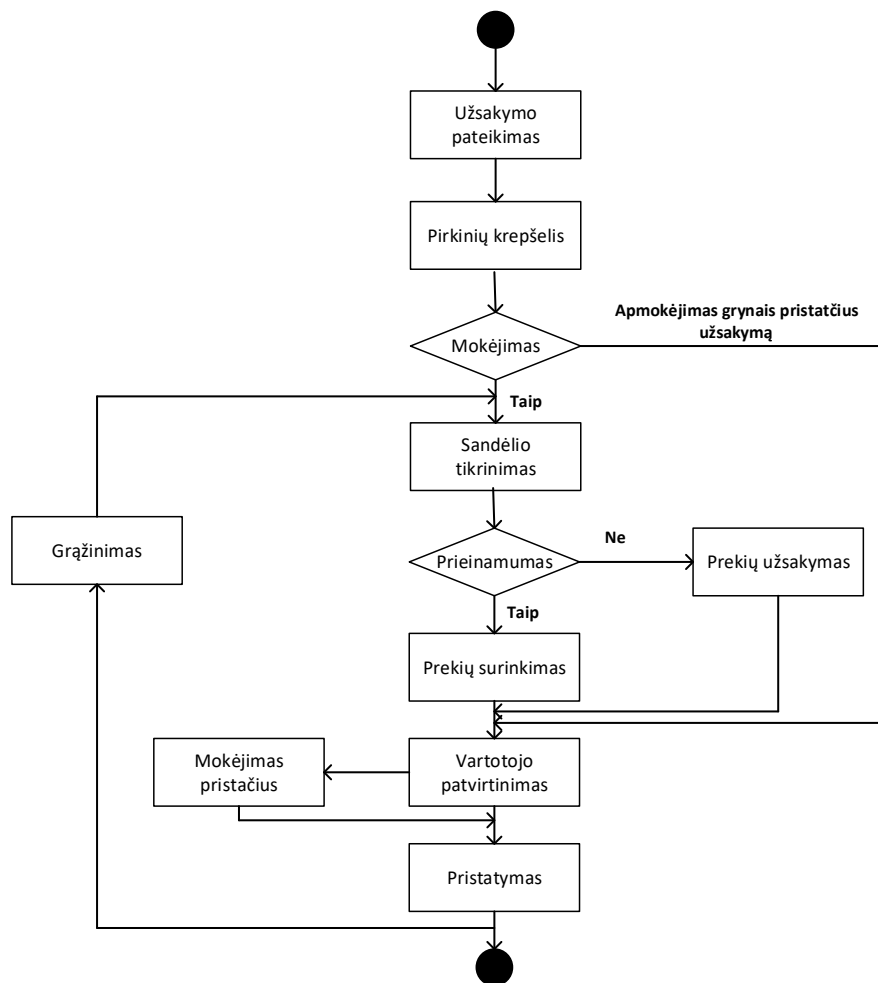 Užsakymo
pateikimas
Pirkinių krepšelis
Apmokėjimas grynais pristatčius
užsakymą
Mokėjimas
Taip
Sandėlio
tikrinimas
Grąžinimas
Ne
Prieinamumas
Prekių užsakymas
Taip
Prekių surinkimas
Mokėjimas
pristačius
Vartotojo
patvirtinimas
Pristatymas